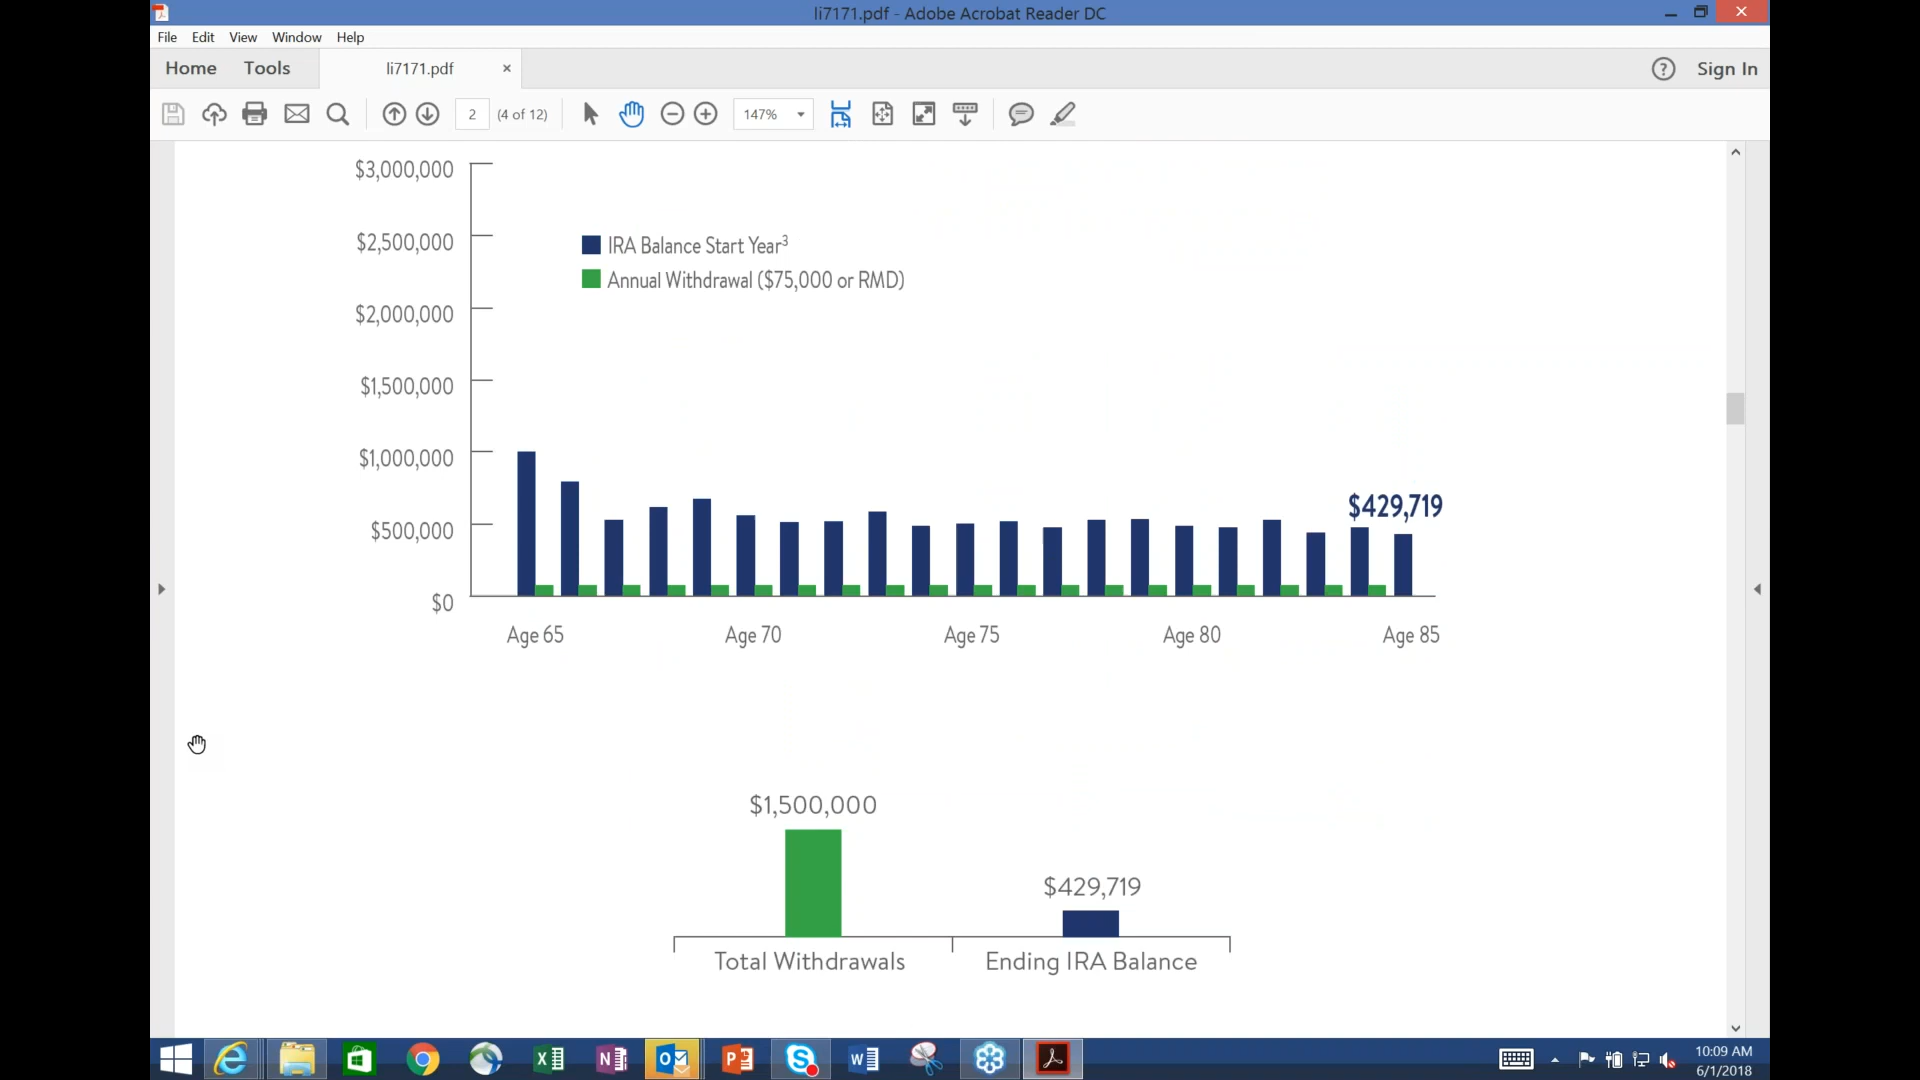 li7171.pdf - Adobe Acrobat Reader DC
File Edit View Window Help
Home Tools li7171.pdf Sign In
2 (4 of 12) 147%
$3,000,000
$2,500,000
$2,000,000
$1,500,000
$1,000,000
$500,000
$0
IRA Balance Start Year³
Annual Withdrawal ($75,000 or RMD)
$429,719
Age 65 Age 70 Age 75 Age 80 Age 85
$1,500,000
$429,719
Total Withdrawals Ending IRA Balance
10:09 AM
6/1/2018